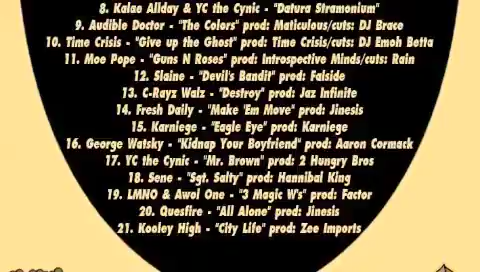 8. Kalae Allday & YC the Cynic - "Datura Stramonium"
9. Audible Doctor - "The Colors" prod: Maticulous/cuts: DJ Brace
10. Time Crisis - "Give up the Ghost" prod: Time Crisis/cuts: DJ Emoh Betta
11. Moe Pope - "Guns N Roses" prod: Introspective Minds/cuts: Rain
12. Slaine - "Devil's Bandit" prod: Falside
13. C-Rayz Walz - "Destroy" prod: Jaz Infinite
14. Fresh Daily - "Make 'Em Move" prod: Jinesis
15. Karniege - "Eagle Eye" prod: Karniege
16. George Watsky - "Kidnap Your Boyfriend" prod: Aaron Cormack
17. YC the Cynic - "Mr. Brown" prod: 2 Hungry Bros
18. Sene - "Sgt. Salty" prod: Hannibal King
19. LMNO & Awol One - "3 Magic W's" prod: Factor
20. Quesfire - "All Alone" prod: Jinesis
21. Kooley High - "City Life" prod: Zee Imports